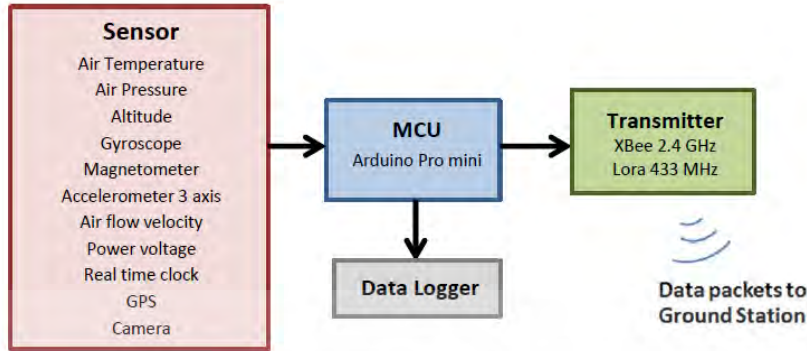 Sensor
Air Temperature
Air Pressure
Altitude
Gyroscope
Magnetometer
Accelerometer 3 axis
Air flow velocity
Power voltage
Real time clock
GPS
Camera
MCU
Arduino Pro mini
Data Logger
Transmitter
XBee 2.4 GHz
Lora 433 MHz
Data packets to
Ground Station